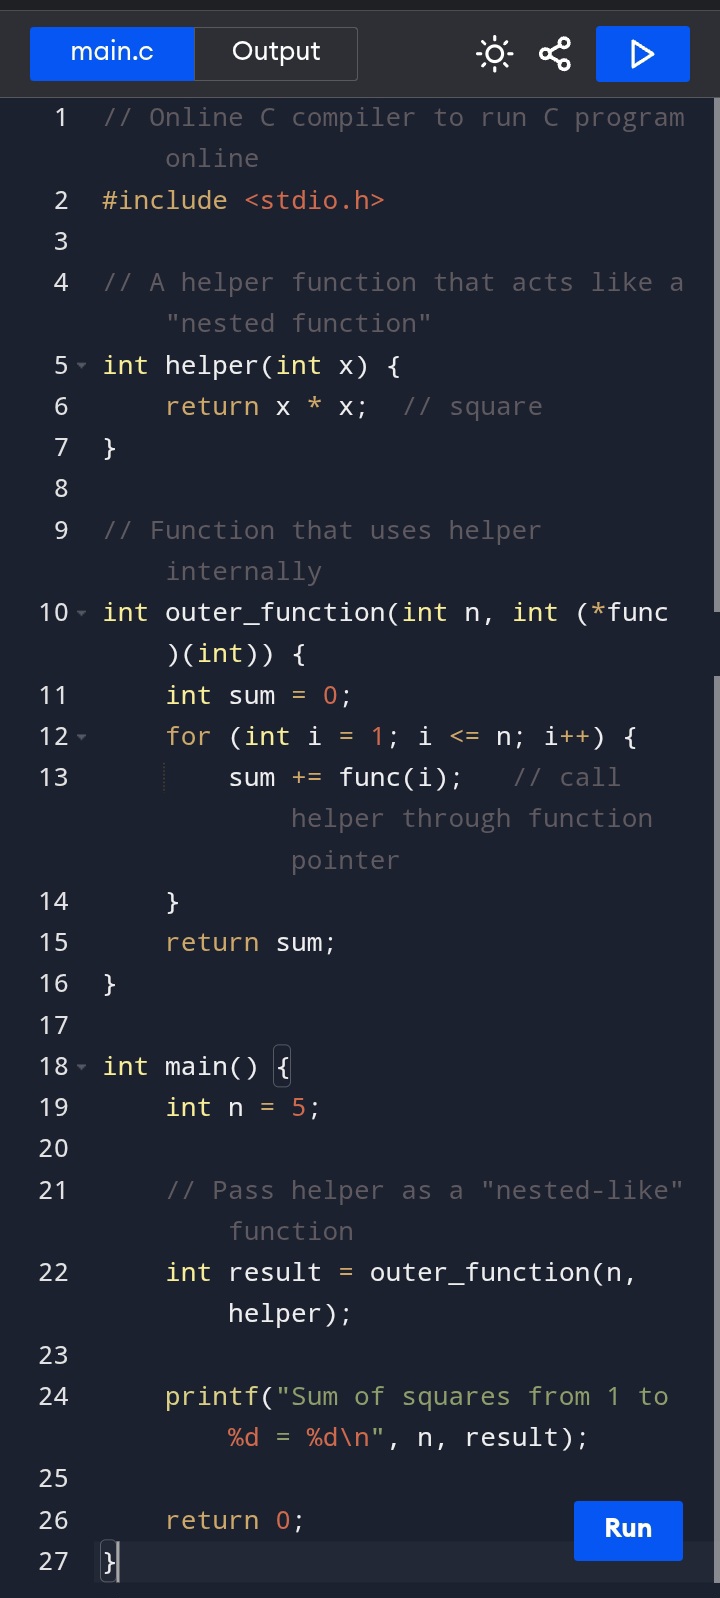 main.c Output
1 // Online C compiler to run C program
online
2 #include <stdio.h>
3
4 // A helper function that acts like a
"nested function"
5 int helper(int x) {
6 return x * x;  // square
7 }
8
9 // Function that uses helper
internally
10 int outer_function(int n, int (*func
)(int)) {
11 int sum = 0;
12 for (int i = 1; i <= n; i++) {
13 sum += func(i);   // call
helper through function
pointer
14 }
15 return sum;
16 }
17
18 int main() {
19 int n = 5;
20
21 // Pass helper as a "nested-like"
function
22 int result = outer_function(n,
helper);
23
24 printf("Sum of squares from 1 to
%d = %d\n", n, result);
25
26 return 0;
Run
27 }